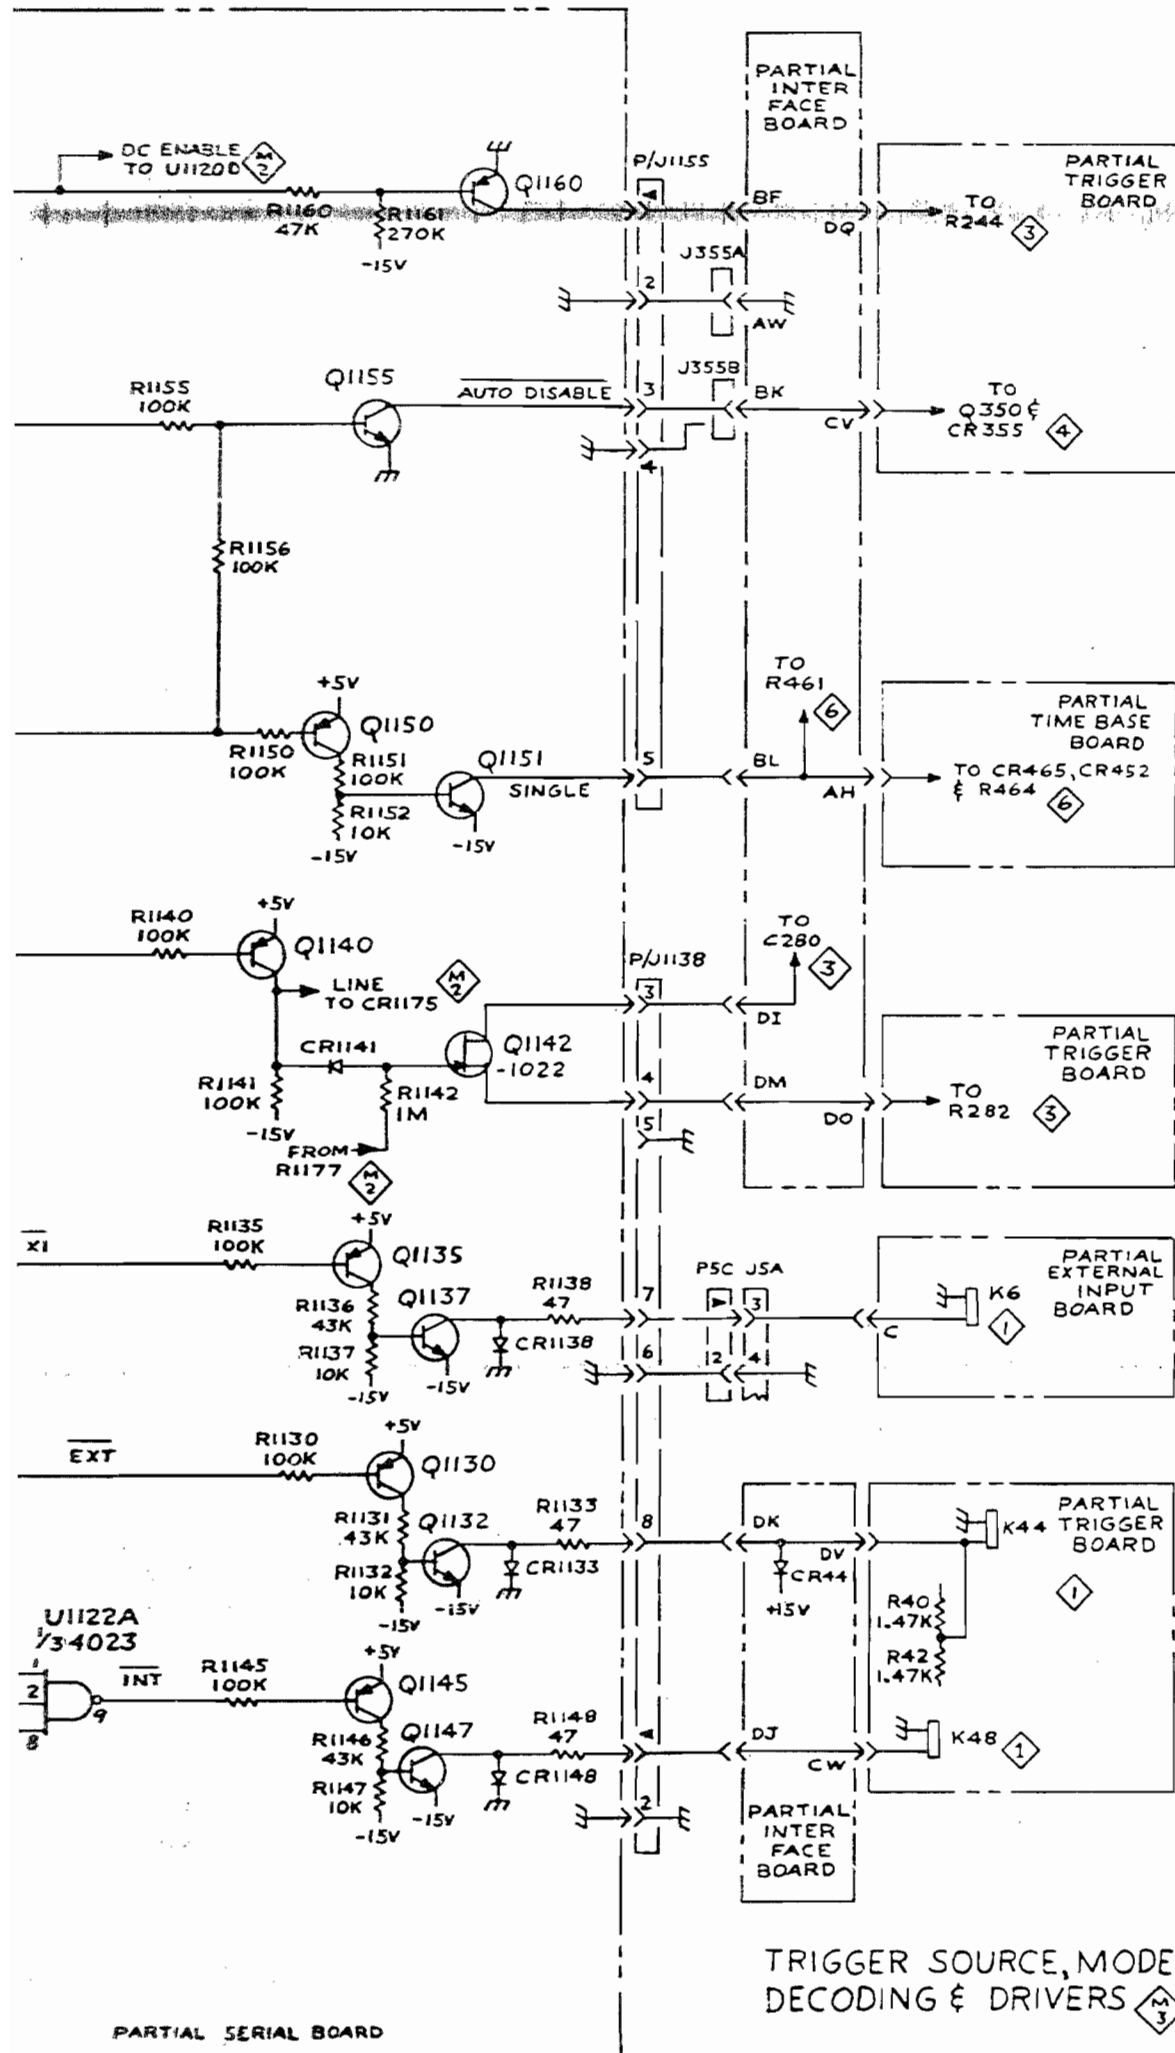 PARTIAL
INTER
FACE
BOARD
DC ENABLE
TO U1120D
M
2
Q1160
P/J1155
PARTIAL
TRIGGER
BOARD
R1160
47K
R1161
270K
-15V
BF
DQ
TO
R244
3
J355A
2
AW
J355B
R1155
100K
Q1155
AUTO DISABLE
3
BK
CV
TO
Q350 &
CR355
4
4
R1156
100K
TO
R461
6
+5V
Q1150
R1150
100K
R1151
100K
R1152
10K
-15V
Q1151
SINGLE
-15V
5
BL
AH
PARTIAL
TIME BASE
BOARD
TO CR465, CR452
& R464
6
+5V
R1140
100K
Q1140
LINE
TO CR1175
M
2
P/J1138
3
DI
TO
C280
3
CR1141
Q1142
-1022
R1141
100K
-15V
R1142
1M
FROM
R1177
M
2
4
5
DM
DO
PARTIAL
TRIGGER
BOARD
TO
R282
3
X1
R1135
100K
+5V
Q1135
R1136
43K
R1137
10K
-15V
Q1137
-15V
R1138
47
CR1138
7
6
P5C
J5A
3
2
4
C
PARTIAL
EXTERNAL
INPUT
BOARD
K6
1
EXT
R1130
100K
+5V
Q1130
R1131
43K
R1132
10K
-15V
Q1132
-15V
R1133
47
CR1133
8
DK
DV
CR44
+15V
PARTIAL
TRIGGER
BOARD
K44
1
R40
1.47K
R42
1.47K
U1122A
1/3 4023
1
2
8
9
INT
R1145
100K
+5V
Q1145
R1146
43K
R1147
10K
-15V
Q1147
-15V
R1148
47
CR1148
2
DJ
CW
K48
1
PARTIAL
INTER
FACE
BOARD
TRIGGER SOURCE, MODE
DECODING & DRIVERS
M
3
PARTIAL SERIAL BOARD